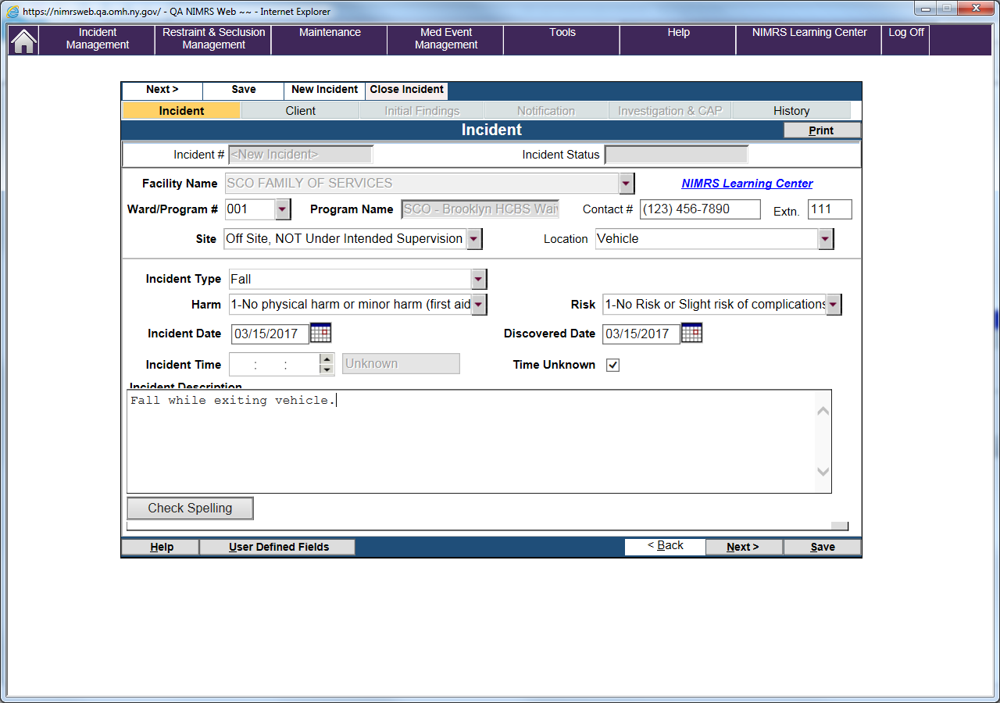 https://nimrsweb.qa.omh.ny.gov/ - QA NIMRS Web ~~ - Internet Explorer
Incident Management
Restraint & Seclusion Management
Maintenance
Med Event Management
Tools
Help
NIMRS Learning Center
Log Off
Next > Save New Incident Close Incident
Incident Client Initial Findings Notification Investigation & CAP History
Incident Print
Incident # <New Incident> Incident Status
Facility Name SCO FAMILY OF SERVICES NIMRS Learning Center
Ward/Program # 001 Program Name SCO - Brooklyn HCBS Wai Contact # (123) 456-7890 Extn. 111
Site Off Site, NOT Under Intended Supervision Location Vehicle
Incident Type Fall
Harm 1-No physical harm or minor harm (first aid Risk 1-No Risk or Slight risk of complications
Incident Date 03/15/2017 Discovered Date 03/15/2017
Incident Time : : Unknown Time Unknown
Incident Description
Fall while exiting vehicle.
Check Spelling
Help User Defined Fields < Back Next > Save